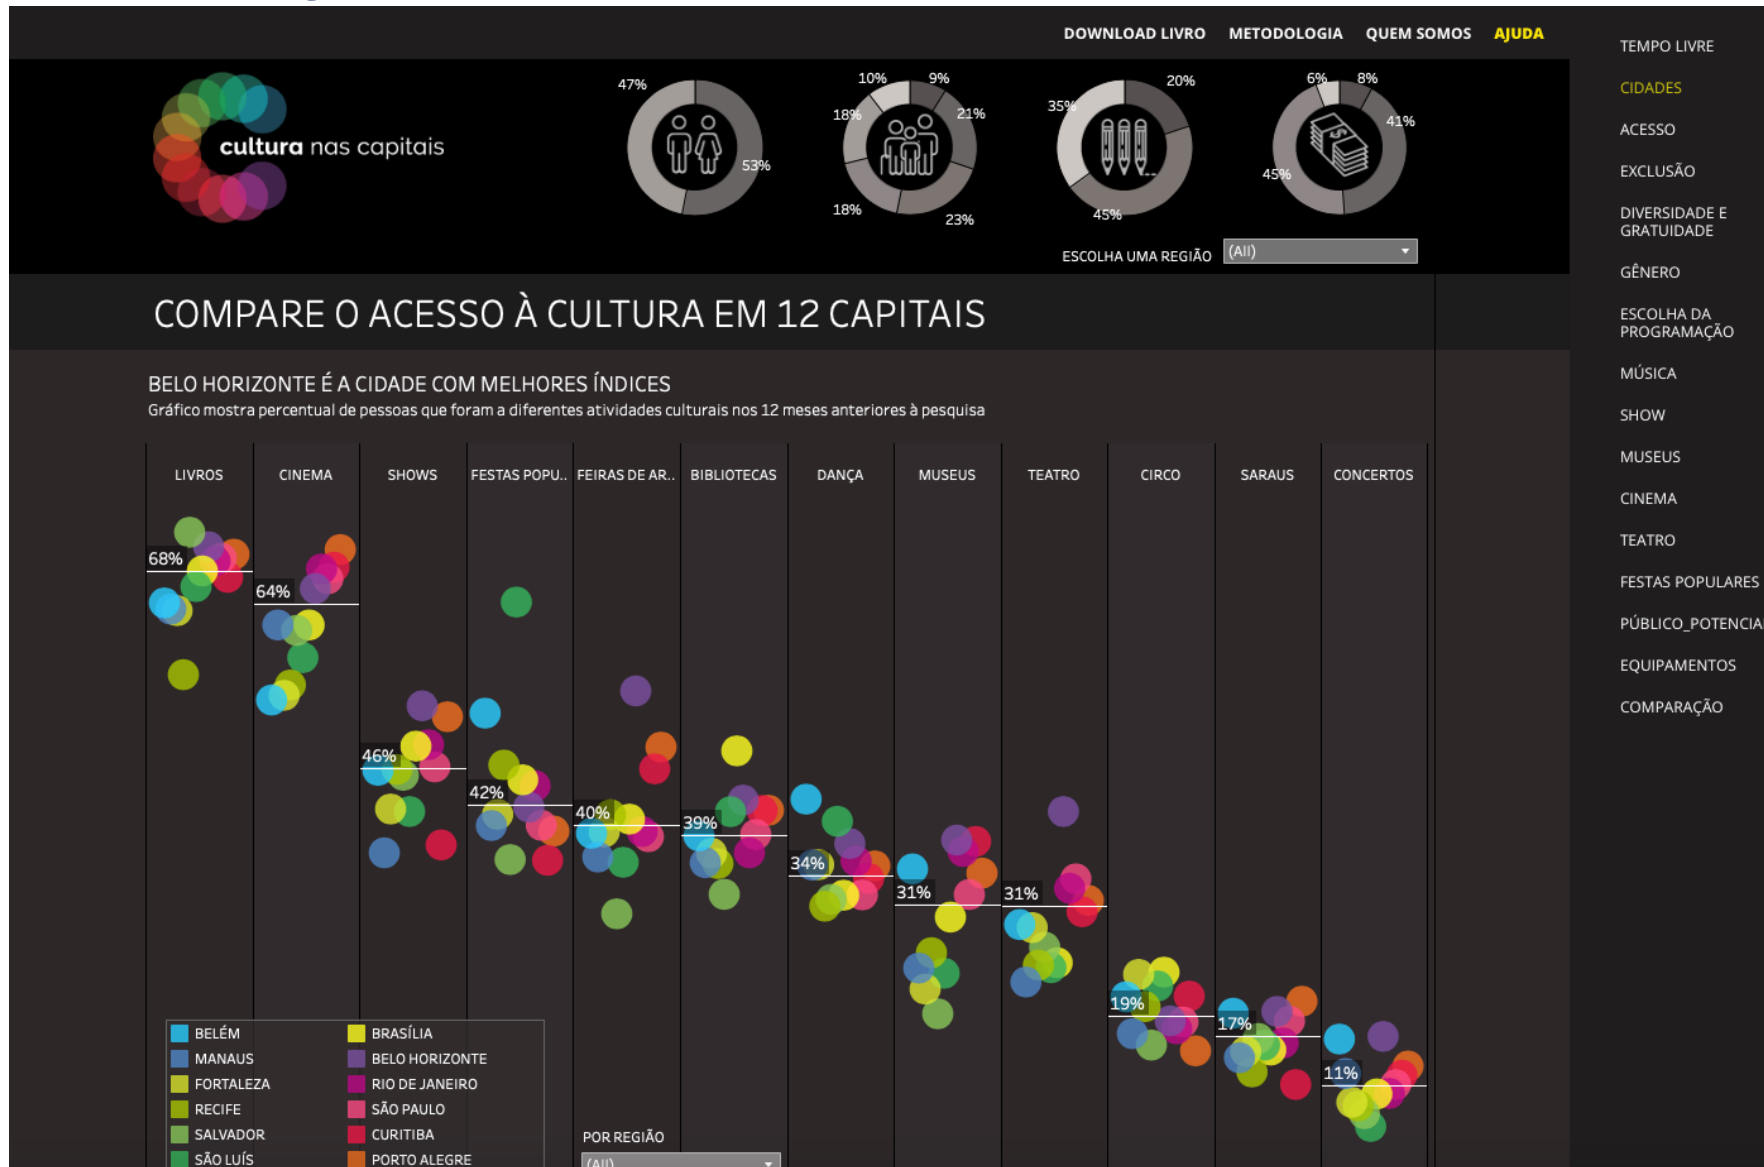 DOWNLOAD LIVRO METODOLOGIA QUEM SOMOS AJUDA
cultura nas capitais
47%
53%
10%
9%
18%
21%
18%
23%
20%
35%
45%
6%
8%
41%
45%
ESCOLHA UMA REGIÃO (All)
COMPARE O ACESSO À CULTURA EM 12 CAPITAIS
BELO HORIZONTE É A CIDADE COM MELHORES ÍNDICES
Gráfico mostra percentual de pessoas que foram a diferentes atividades culturais nos 12 meses anteriores à pesquisa
LIVROS CINEMA SHOWS FESTAS POPU.. FEIRAS DE AR.. BIBLIOTECAS DANÇA MUSEUS TEATRO CIRCO SARAUS CONCERTOS
68%
64%
46%
42%
40%
39%
34%
31%
31%
19%
17%
11%
BELÉM
MANAUS
FORTALEZA
RECIFE
SALVADOR
SÃO LUÍS
BRASÍLIA
BELO HORIZONTE
RIO DE JANEIRO
SÃO PAULO
CURITIBA
PORTO ALEGRE
POR REGIÃO
(All)
TEMPO LIVRE
CIDADES
ACESSO
EXCLUSÃO
DIVERSIDADE E
GRATUIDADE
GÊNERO
ESCOLHA DA
PROGRAMAÇÃO
MÚSICA
SHOW
MUSEUS
CINEMA
TEATRO
FESTAS POPULARES
PÚBLICO_POTENCIAL
EQUIPAMENTOS
COMPARAÇÃO